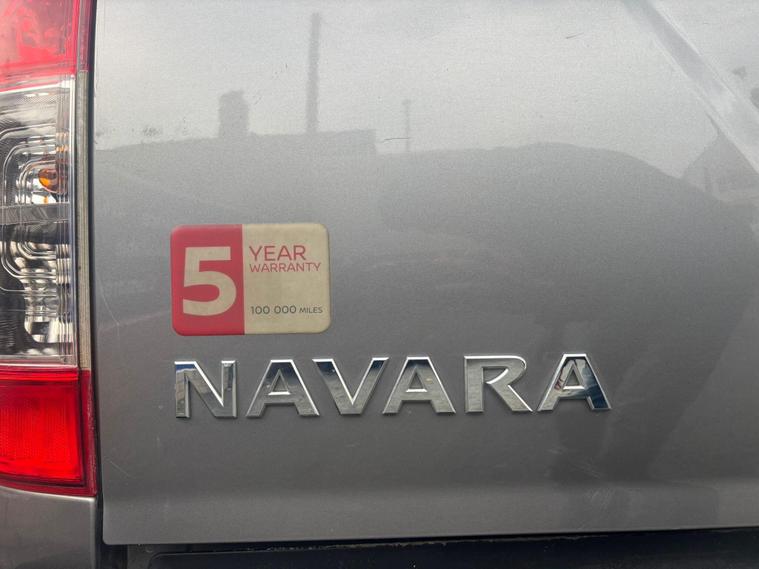 5 YEAR
WARRANTY
100 000 MILES
NAVARA